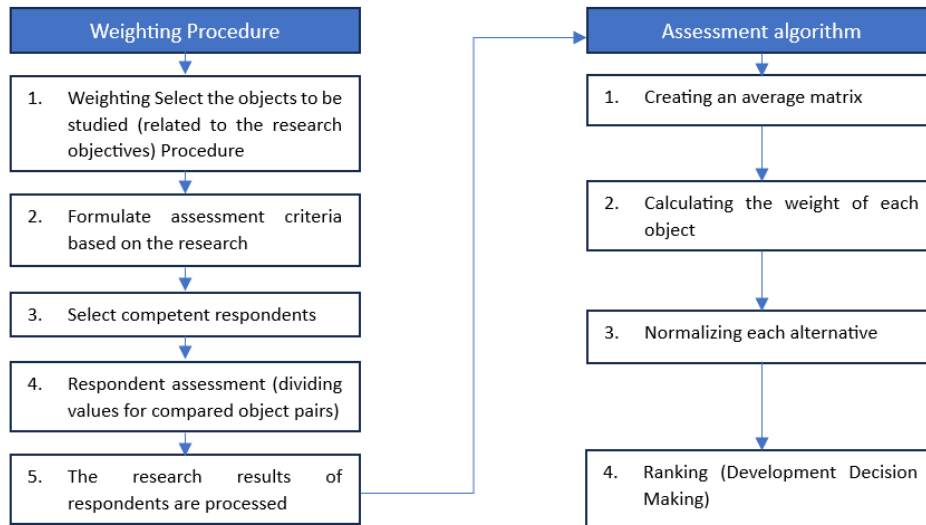 Weighting Procedure
1. Weighting Select the objects to be
studied (related to the research
objectives) Procedure
2. Formulate assessment criteria
based on the research
3. Select competent respondents
4. Respondent assessment (dividing
values for compared object pairs)
5. The research results of
respondents are processed
Assessment algorithm
1. Creating an average matrix
2. Calculating the weight of each
object
3. Normalizing each alternative
4. Ranking (Development Decision
Making)